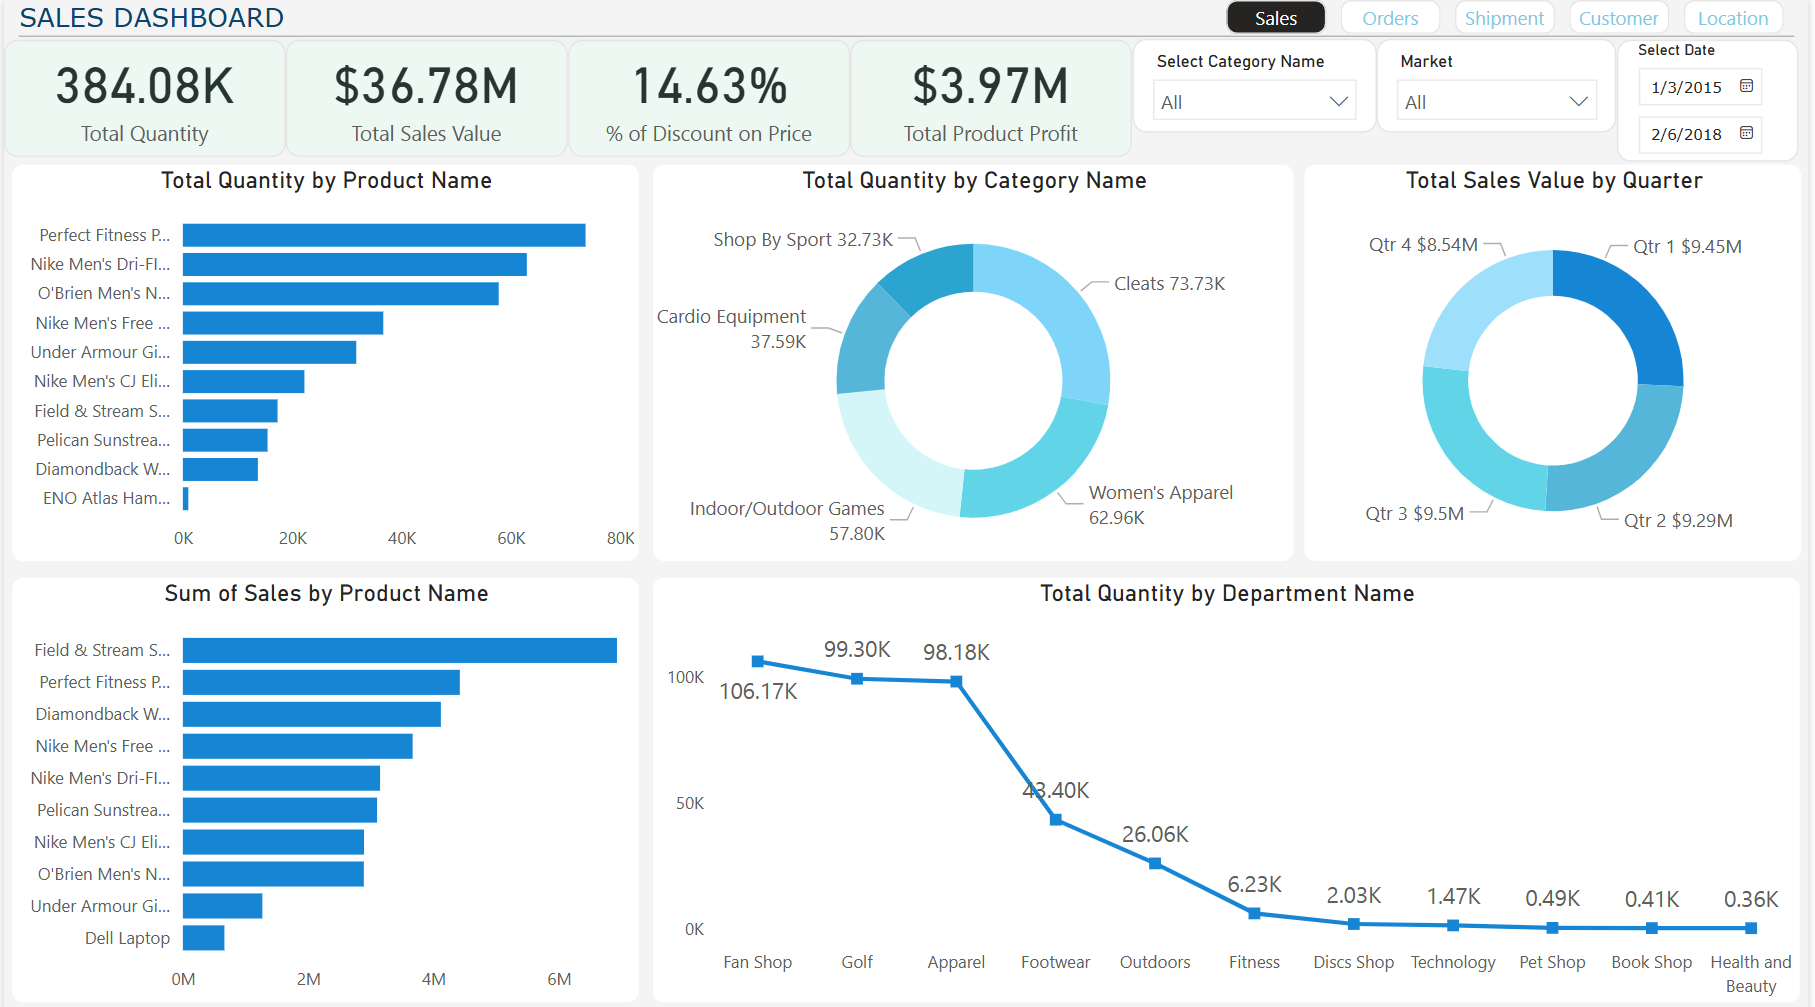 SALES DASHBOARD
Sales
Orders
Shipment
Customer
Location
384.08K
Total Quantity
$36.78M
Total Sales Value
14.63%
% of Discount on Price
$3.97M
Total Product Profit
Select Category Name
All
Market
All
Select Date
1/3/2015
2/6/2018
Total Quantity by Product Name
Perfect Fitness P...
Nike Men's Dri-FI...
O'Brien Men's N...
Nike Men's Free ...
Under Armour Gi...
Nike Men's CJ Eli...
Field & Stream S...
Pelican Sunstrea...
Diamondback W...
ENO Atlas Ham...
0K 20K 40K 60K 80K
Total Quantity by Category Name
Shop By Sport 32.73K
Cleats 73.73K
Cardio Equipment
37.59K
Women's Apparel
62.96K
Indoor/Outdoor Games
57.80K
Total Sales Value by Quarter
Qtr 4 $8.54M
Qtr 1 $9.45M
Qtr 3 $9.5M
Qtr 2 $9.29M
Sum of Sales by Product Name
Field & Stream S...
Perfect Fitness P...
Diamondback W...
Nike Men's Free ...
Nike Men's Dri-FI...
Pelican Sunstrea...
Nike Men's CJ Eli...
O'Brien Men's N...
Under Armour Gi...
Dell Laptop
0M 2M 4M 6M
Total Quantity by Department Name
100K
50K
0K
106.17K
99.30K
98.18K
43.40K
26.06K
6.23K
2.03K
1.47K
0.49K
0.41K
0.36K
Fan Shop
Golf
Apparel
Footwear
Outdoors
Fitness
Discs Shop
Technology
Pet Shop
Book Shop
Health and
Beauty